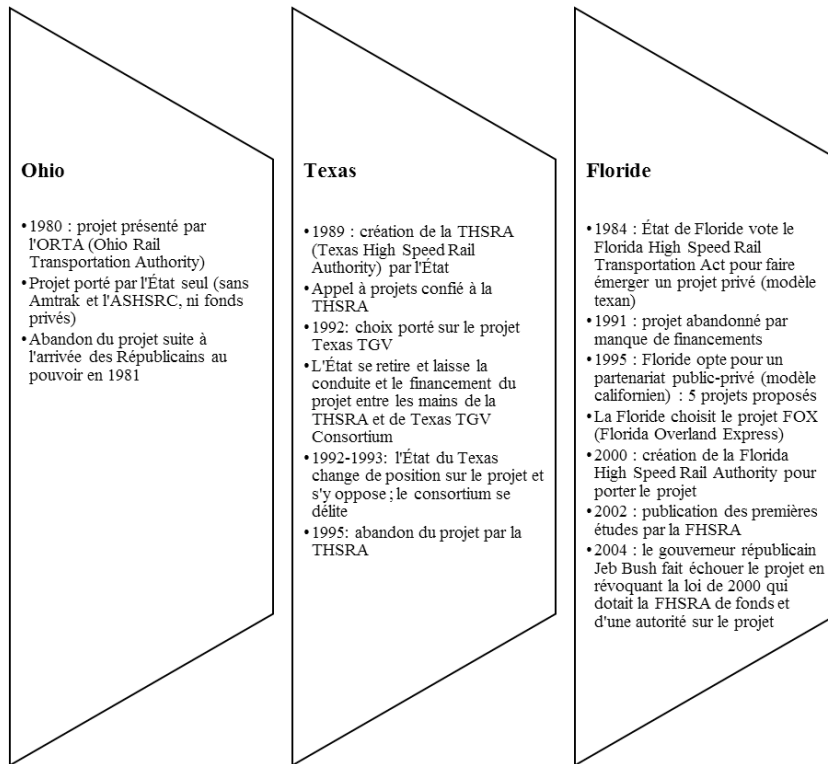 Ohio
•1980 : projet présenté par
l'ORTA (Ohio Rail
Transportation Authority)
•Projet porté par l'État seul (sans
Amtrak et l'ASHSRC, ni fonds
privés)
•Abandon du projet suite à
l'arrivée des Républicains au
pouvoir en 1981
Texas
•1989 : création de la THSRA
(Texas High Speed Rail
Authority) par l'État
•Appel à projets confié à la
THSRA
•1992: choix porté sur le projet
Texas TGV
•L'État se retire et laisse la
conduite et le financement du
projet entre les mains de la
THSRA et de Texas TGV
Consortium
•1992-1993: l'État du Texas
change de position sur le projet et
s'y oppose ; le consortium se
délite
•1995: abandon du projet par la
THSRA
Floride
•1984 : État de Floride vote le
Florida High Speed Rail
Transportation Act pour faire
émerger un projet privé (modèle
texan)
•1991 : projet abandonné par
manque de financements
•1995 : Floride opte pour un
partenariat public-privé (modèle
californien) : 5 projets proposés
•La Floride choisit le projet FOX
(Florida Overland Express)
•2000 : création de la Florida
High Speed Rail Authority pour
porter le projet
•2002 : publication des premières
études par la FHSRA
•2004 : le gouverneur républicain
Jeb Bush fait échouer le projet en
révoquant la loi de 2000 qui
dotait la FHSRA de fonds et
d'une autorité sur le projet